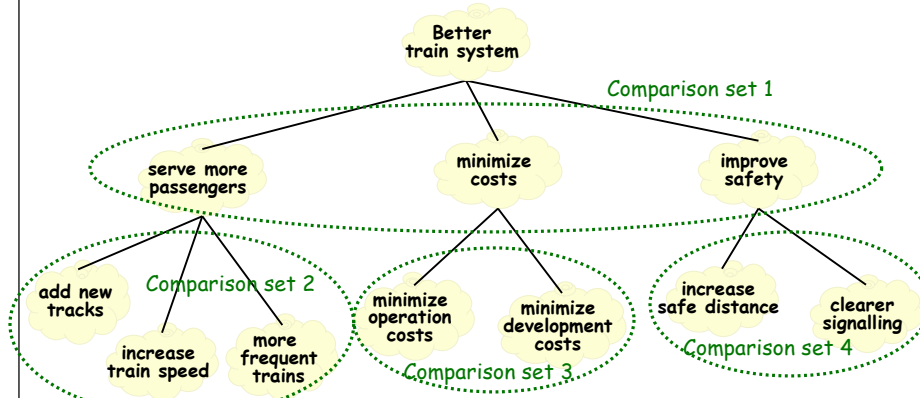 Better
train system
Comparison set 1
serve more
passengers
minimize
costs
improve
safety
add new
tracks
Comparison set 2
increase
train speed
more
frequent
trains
minimize
operation
costs
minimize
development
costs
Comparison set 3
increase
safe distance
clearer
signalling
Comparison set 4